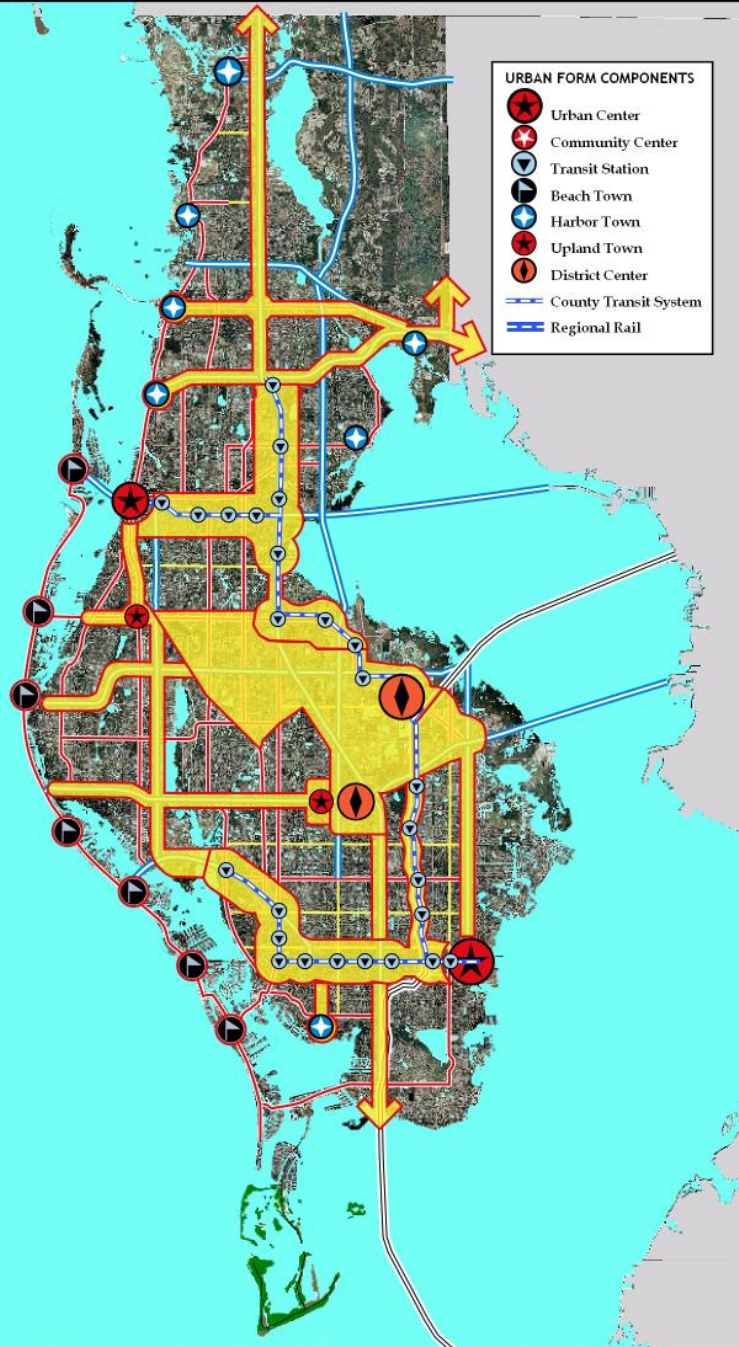 URBAN FORM COMPONENTS
Urban Center
Community Center
Transit Station
Beach Town
Harbor Town
Upland Town
District Center
County Transit System
Regional Rail